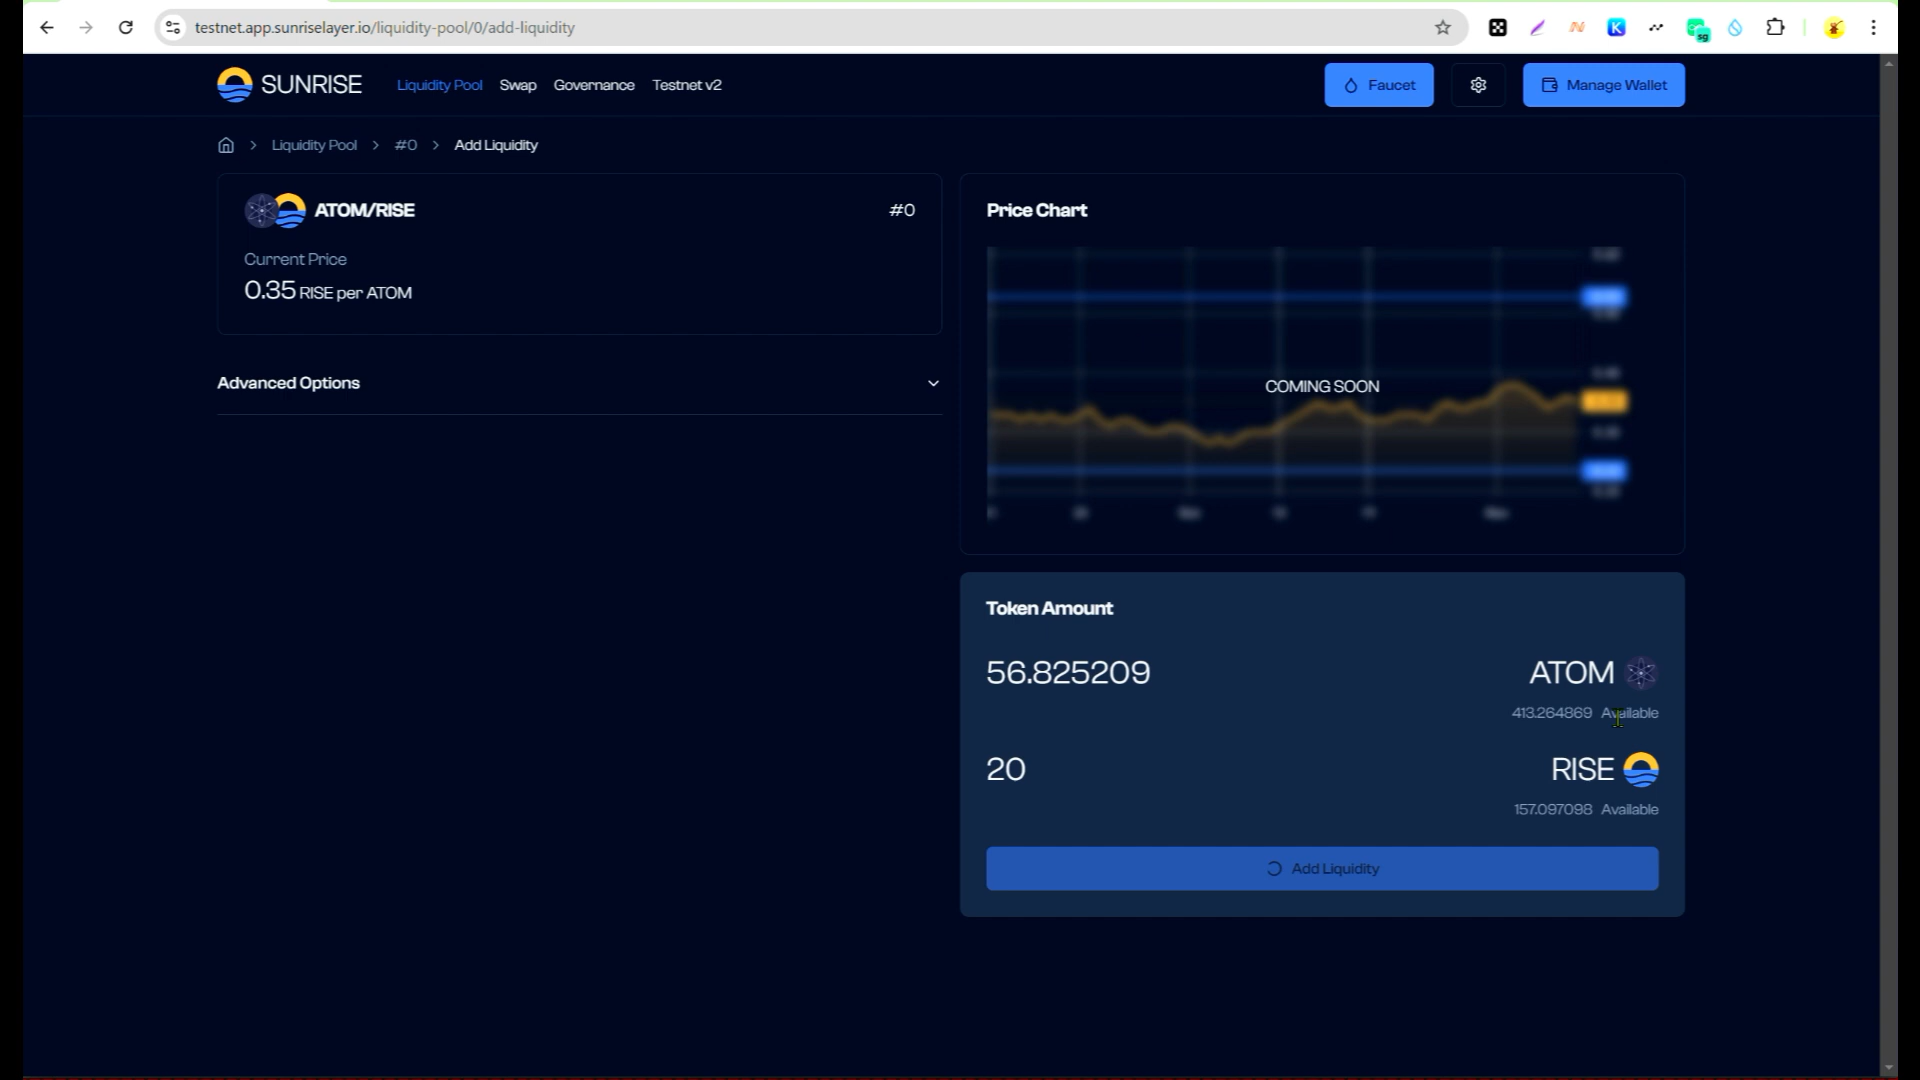 testnet.app.sunriselayer.io/liquidity-pool/0/add-liquidity
K
sg
SUNRISE
Liquidity Pool Swap Governance Testnet v2
Faucet
Manage Wallet
Liquidity Pool > #0 > Add Liquidity
ATOM/RISE
#0
Current Price
0.35 RISE per ATOM
Advanced Options
Price Chart
COMING SOON
Token Amount
56.825209
ATOM
413.264869 Available
20
RISE
157.097098 Available
Add Liquidity